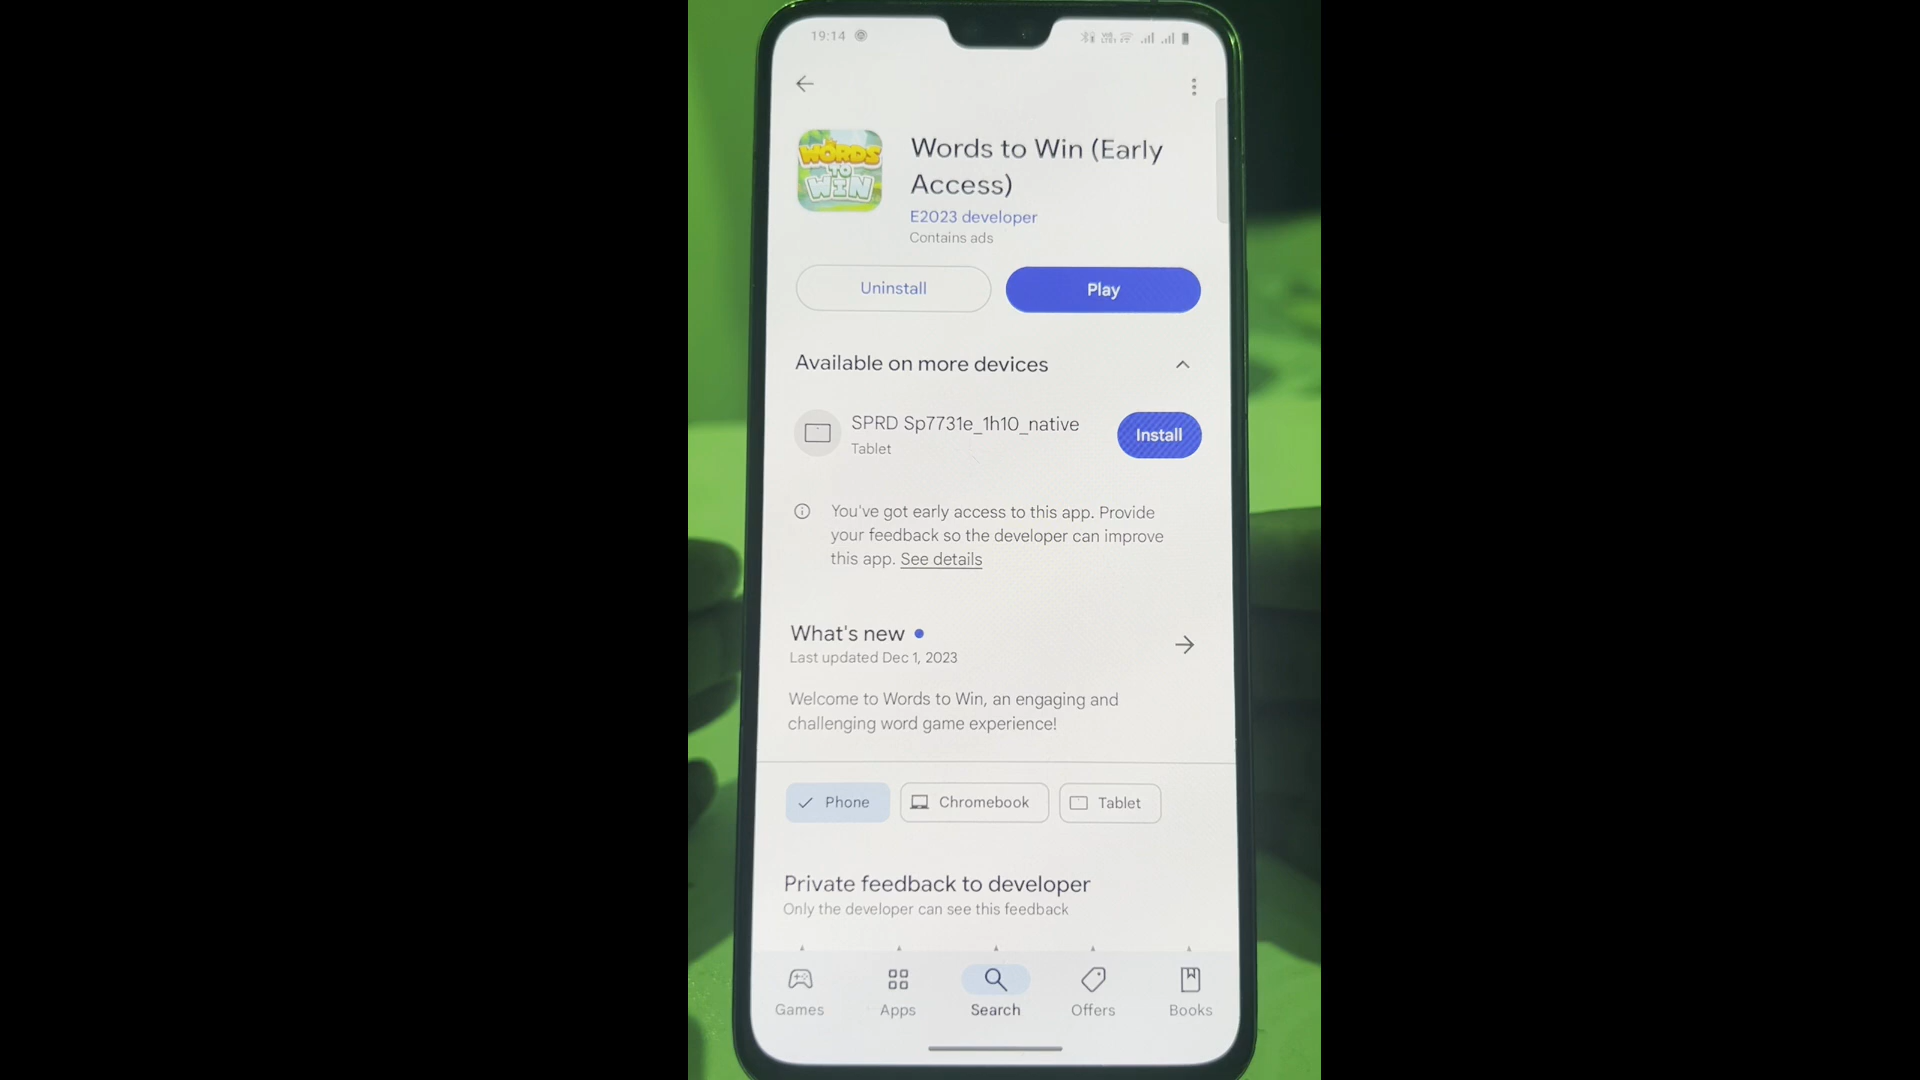 19:14
Words to Win (Early
Access)
WORDS
TO
WIN
E2023 developer
Contains ads
Uninstall
Play
Available on more devices
SPRD Sp7731e_1h10_native
Tablet
Install
You've got early access to this app. Provide
your feedback so the developer can improve
this app. See details
What's new
Last updated Dec 1, 2023
Welcome to Words to Win, an engaging and
challenging word game experience!
Phone
Chromebook
Tablet
Private feedback to developer
Only the developer can see this feedback
Games
Apps
Search
Offers
Books